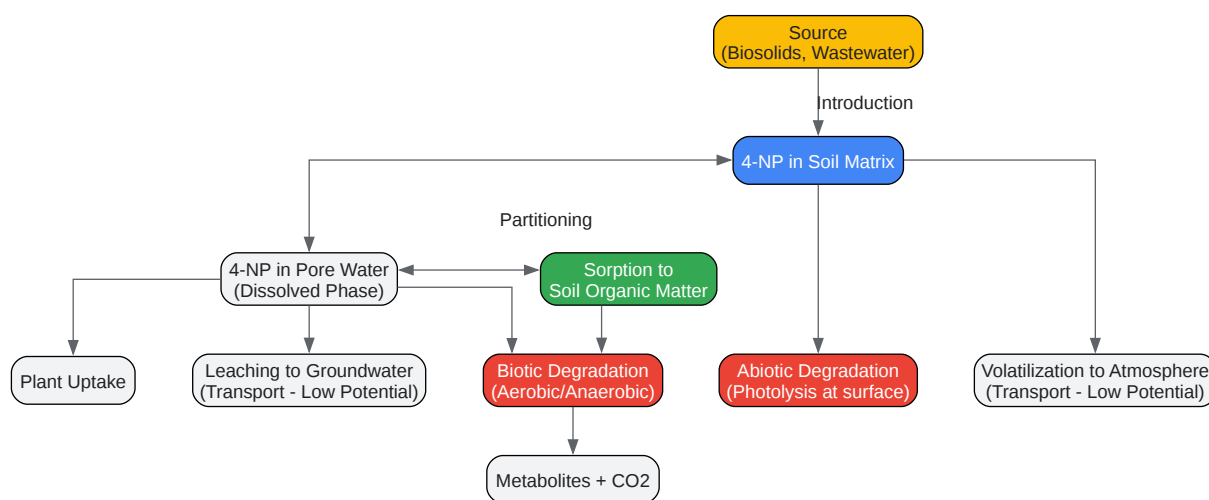 Source
(Biosolids, Wastewater)
Introduction
4-NP in Soil Matrix
Partitioning
4-NP in Pore Water
(Dissolved Phase)
Sorption to
Soil Organic Matter
Plant Uptake
Leaching to Groundwater
(Transport - Low Potential)
Biotic Degradation
(Aerobic/Anaerobic)
Abiotic Degradation
(Photolysis at surface)
Volatilization to Atmosphere
(Transport - Low Potential)
Metabolites + CO2